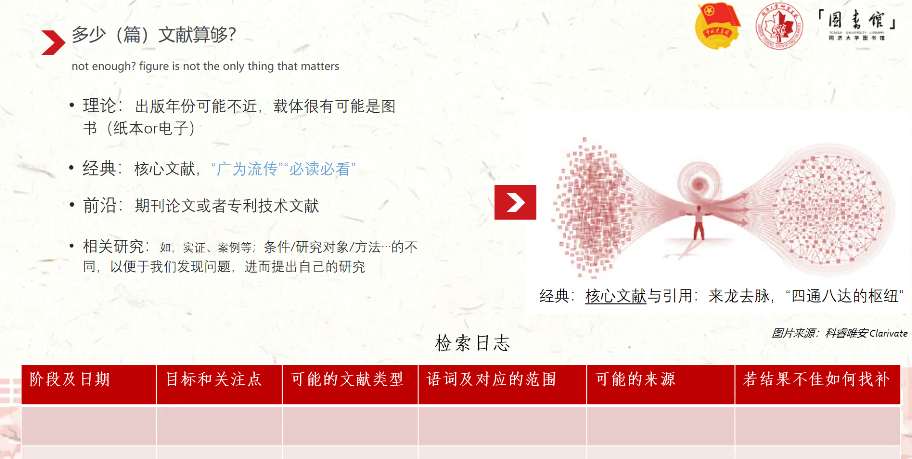 多少（篇）文献算够？
not enough? figure is not the only thing that matters
「图书馆」
同济大学图书馆
• 理论：出版年份可能不近，载体很有可能是图
书（纸本or电子）
• 经典：核心文献，“广为流传”“必读必看”
• 前沿：期刊论文或者专利技术文献
• 相关研究：如，实证、案例等；条件/研究对象/方法…的不
同，以便于我们发现问题，进而提出自己的研究
经典：核心文献与引用：来龙去脉，“四通八达的枢纽”
图片来源：科睿唯安 Clarivate
检索日志
阶段及日期
目标和关注点
可能的文献类型
语词及对应的范围
可能的来源
若结果不佳如何找补